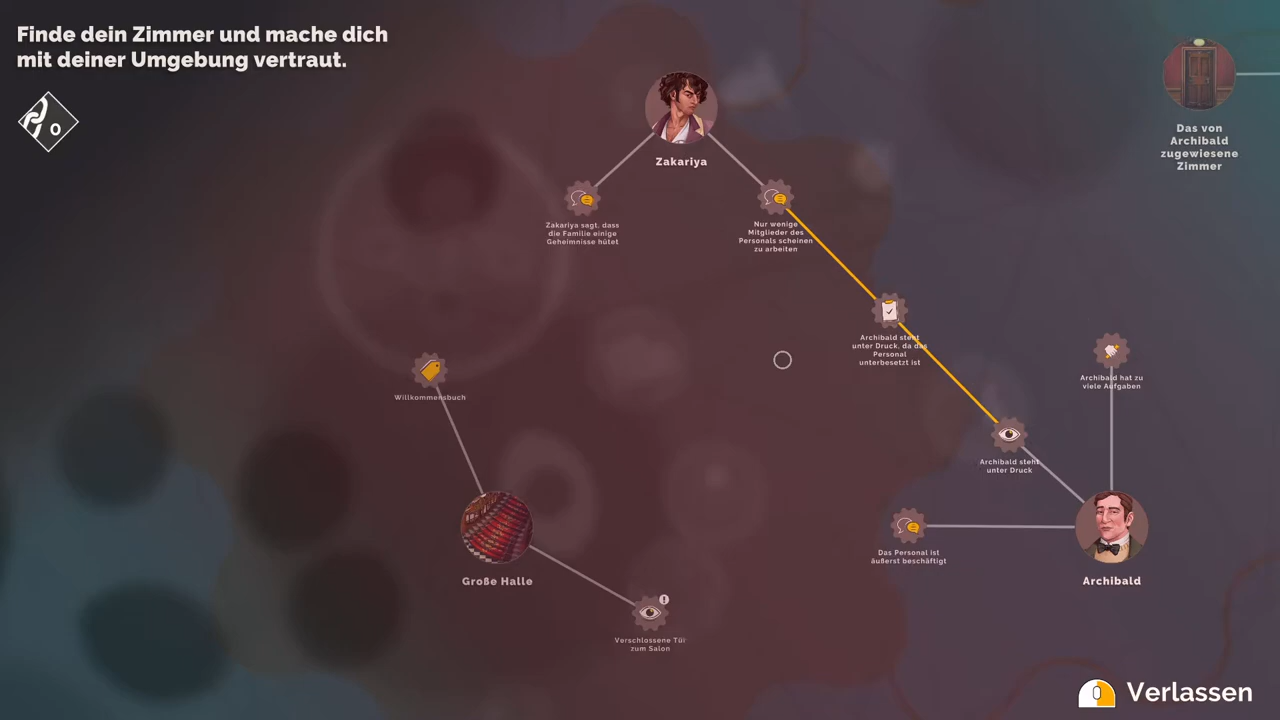 Finde dein Zimmer und mache dich
mit deiner Umgebung vertraut.
0
Das von
Archibald
zugewiesene
Zimmer
Zakariya
Zakariya sagt, dass
die Familie einige
Geheimnisse hütet
Nur wenige
Mitglieder des
Personals scheinen
zu arbeiten
Archibald steht
unter Druck, da das
Personal
unterbesetzt ist
Archibald hat zu
viele Aufgaben
Willkommensbuch
Archibald steht
unter Druck
Das Personal ist
äußerst beschäftigt
Große Halle
Archibald
Verschlossene Tür
zum Salon
Verlassen